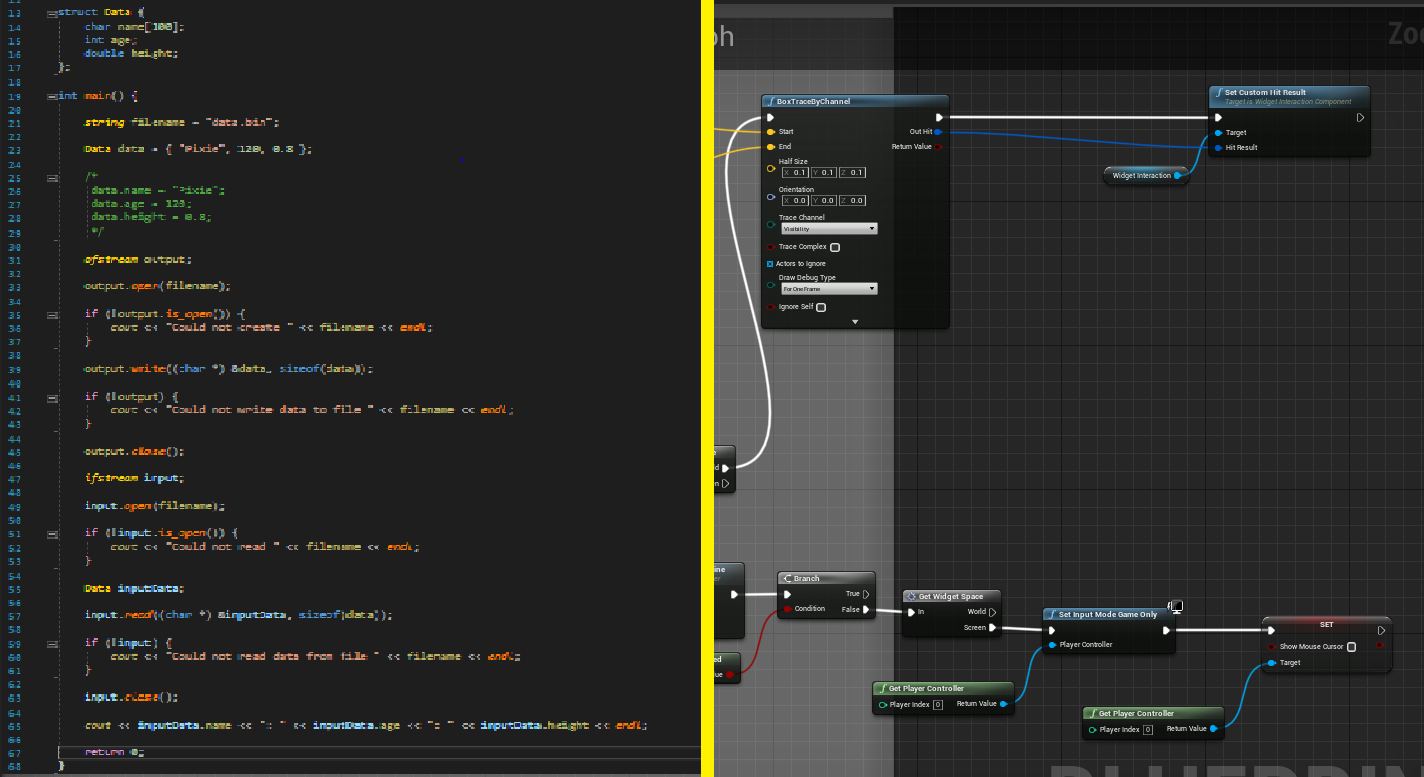 13 struct Data {
14 char name[100];
15 int age;
16 double height;
17 };
18
19 int main() {
20
21 string filename = "data.bin";
22
23 Data data = { "Pixie", 120, 0.8 };
24
25 /*
26 data.name = "Pixie";
27 data.age = 120;
28 data.height = 0.8;
29 */
30
31 ofstream output;
32
33 output.open(filename);
34
35 if (!output.is_open()) {
36 cout << "Could not create " << filename << endl;
37 }
38
39 output.write((char *) &data, sizeof(data));
40
41 if (!output) {
42 cout << "Could not write data to file " << filename << endl;
43 }
44
45 output.close();
46
47 ifstream input;
48
49 input.open(filename);
50
51 if (!input.is_open()) {
52 cout << "Could not read " << filename << endl;
53 }
54
55 Data inputData;
56
57 input.read((char *) &inputData, sizeof(data));
58
59 if (!input) {
60 cout << "Could not read data from file " << filename << endl;
61 }
62
63 input.close();
64
65 cout << inputData.name << ": " << inputData.age << ": " << inputData.height << endl;
66
67 return 0;
68 }
ph
Zoo
BoxTraceByChannel
Start
Out Hit
End
Return Value
Half Size
X 0.1 Y 0.1 Z 0.1
Orientation
X 0.0 Y 0.0 Z 0.0
Trace Channel
Visibility
Trace Complex
Actors to Ignore
Draw Debug Type
For One Frame
Ignore Self
Set Custom Hit Result
Target is Widget Interaction Component
Target
Hit Result
Widget Interaction
Branch
True
Condition
False
Get Widget Space
In
World
Screen
Set Input Mode Game Only
Player Controller
SET
Show Mouse Cursor
Target
Get Player Controller
Player Index 0
Return Value
Get Player Controller
Player Index 0
Return Value